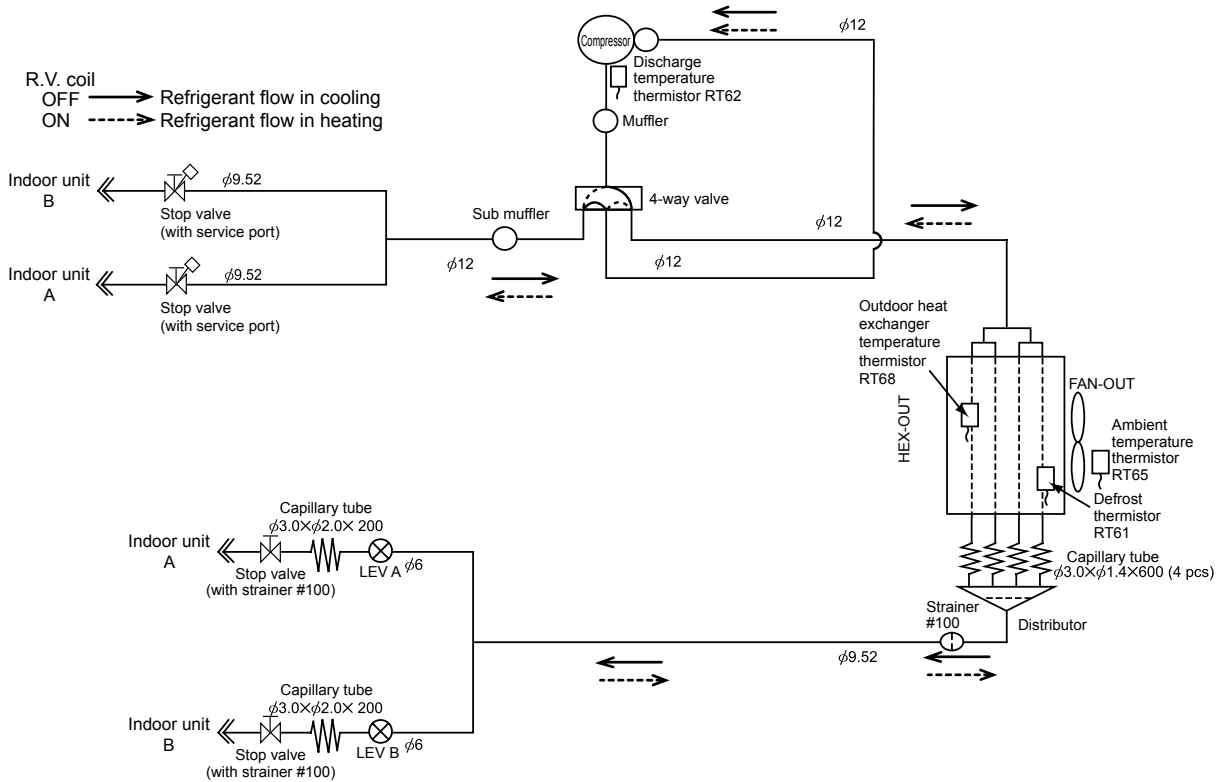 Compressor
ϕ12
Discharge
temperature
thermistor RT62
Muffler
R.V. coil
OFF Refrigerant flow in cooling
ON Refrigerant flow in heating
Indoor unit
B
ϕ9.52
Stop valve
(with service port)
4-way valve
Sub muffler
ϕ12
ϕ12
ϕ12
Indoor unit
A
ϕ9.52
Stop valve
(with service port)
Outdoor heat
exchanger
temperature
thermistor
RT68
HEX-OUT
FAN-OUT
Ambient
temperature
thermistor
RT65
Defrost
thermistor
RT61
Capillary tube
ϕ3.0×ϕ1.4×600 (4 pcs)
Distributor
Strainer
#100
ϕ9.52
Capillary tube
ϕ3.0×ϕ2.0× 200
Indoor unit
A
LEV A
ϕ6
Stop valve
(with strainer #100)
Capillary tube
ϕ3.0×ϕ2.0× 200
Indoor unit
B
LEV B
ϕ6
Stop valve
(with strainer #100)